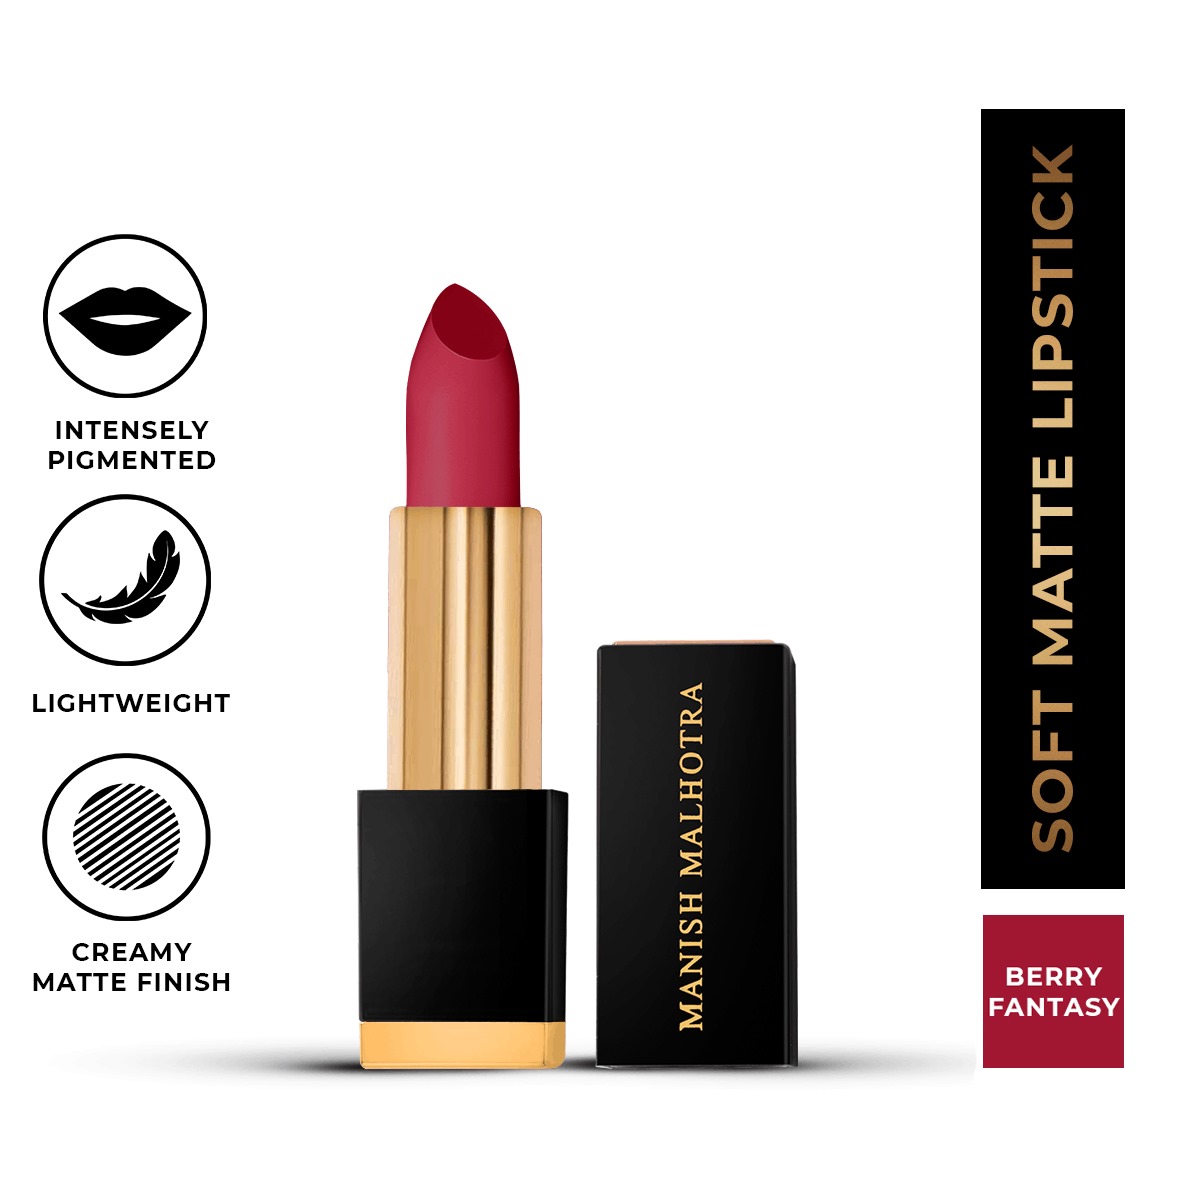 INTENSELY
PIGMENTED
LIGHTWEIGHT
CREAMY
MATTE FINISH
MANISH MALHOTRA
SOFT MATTE LIPSTICK
BERRY
FANTASY